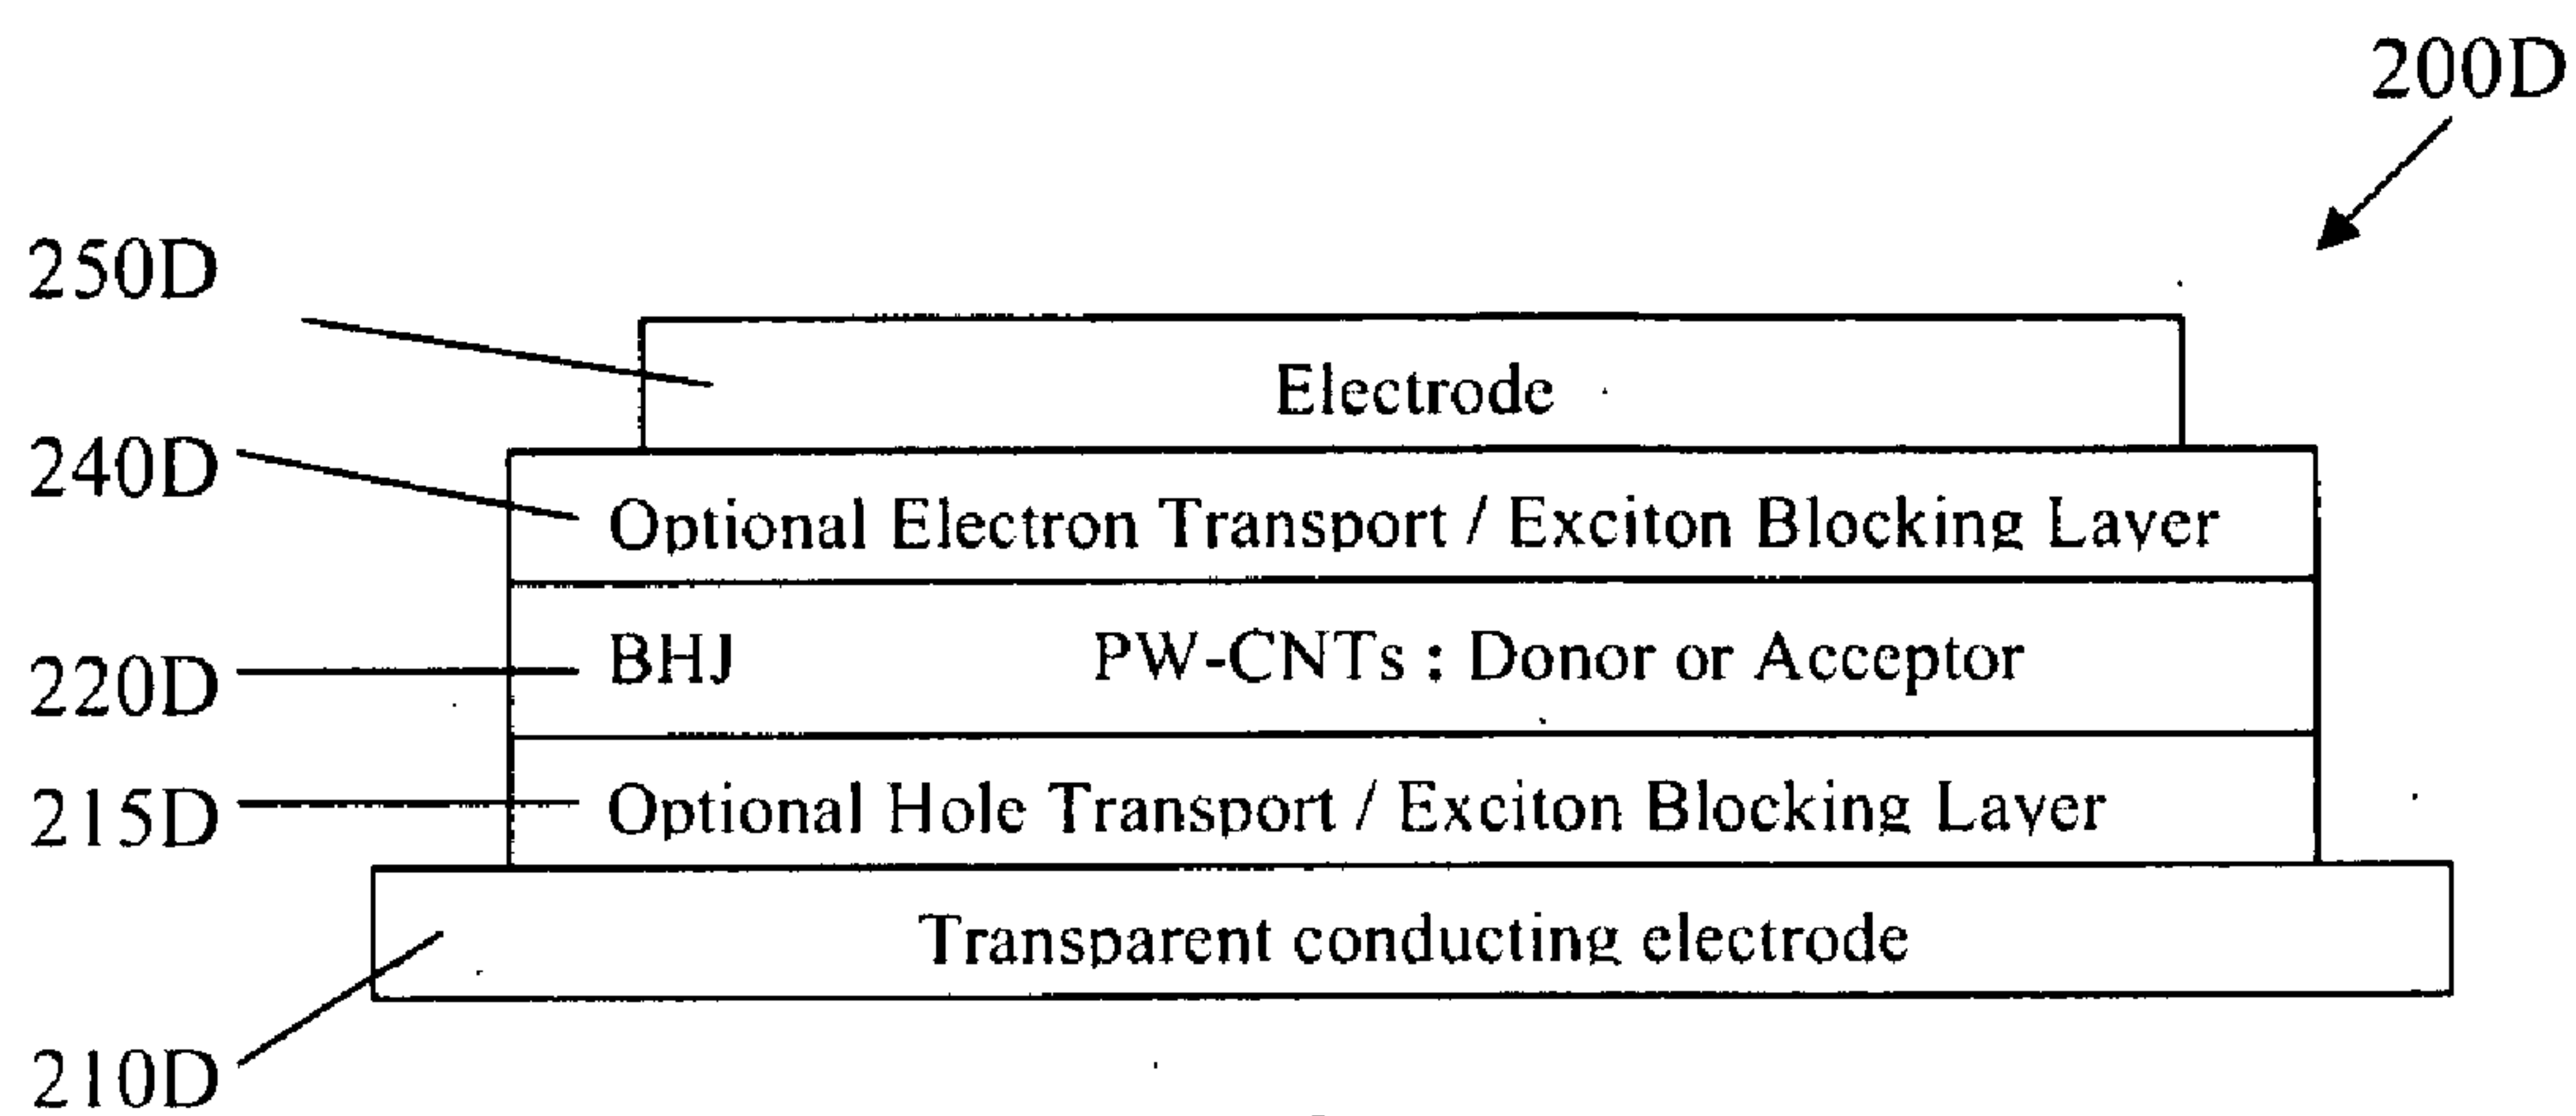 200D
250D
Electrode
240D
Optional Electron Transport / Exciton Blocking Layer
220D
BHJ PW-CNTs : Donor or Acceptor
215D
Optional Hole Transport / Exciton Blocking Layer
Transparent conducting electrode
210D